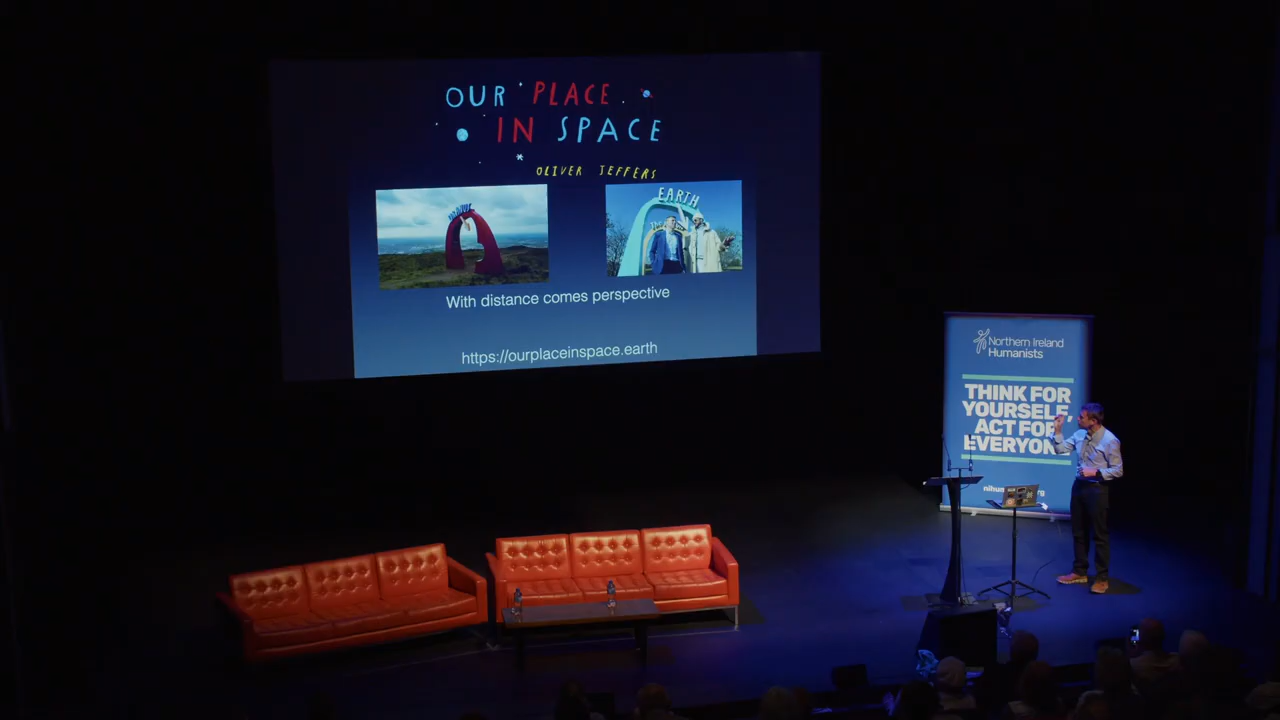 OUR PLACE
IN SPACE
OLIVER JEFFERS
EARTH
With distance comes perspective
https://ourplaceinspace.earth
Northern Ireland
Humanists
THINK FOR
YOURSELF,
ACT FOR
EVERYON